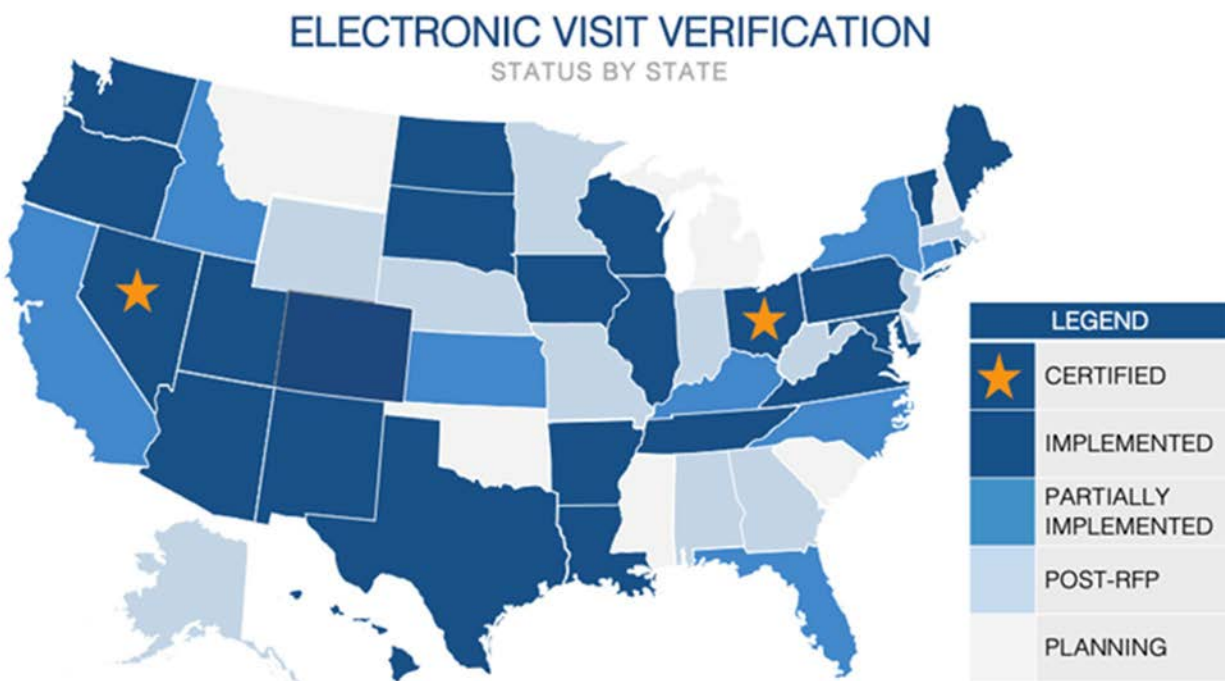 ELECTRONIC VISIT VERIFICATION
STATUS BY STATE
LEGEND
CERTIFIED
IMPLEMENTED
PARTIALLY
IMPLEMENTED
POST-RFP
PLANNING